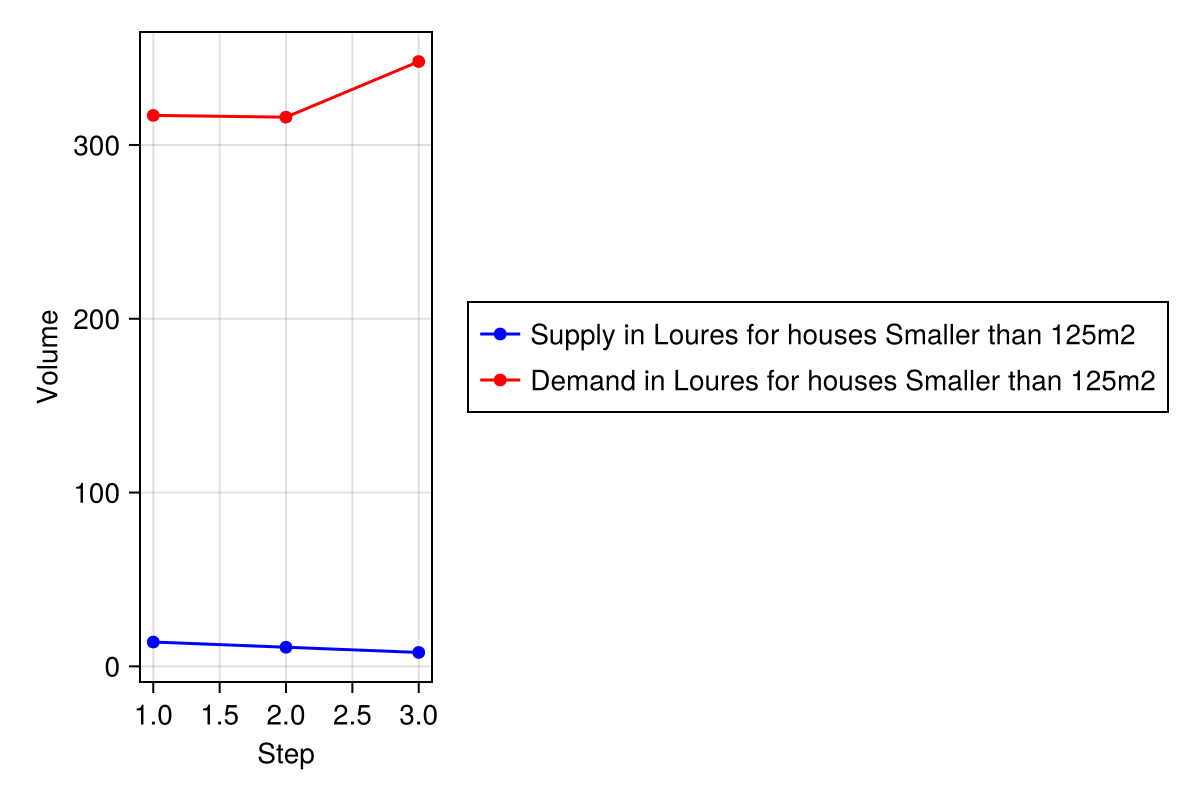 300
200
100
0
Volume
1.0 1.5 2.0 2.5 3.0
Step
Supply in Loures for houses Smaller than 125m2
Demand in Loures for houses Smaller than 125m2